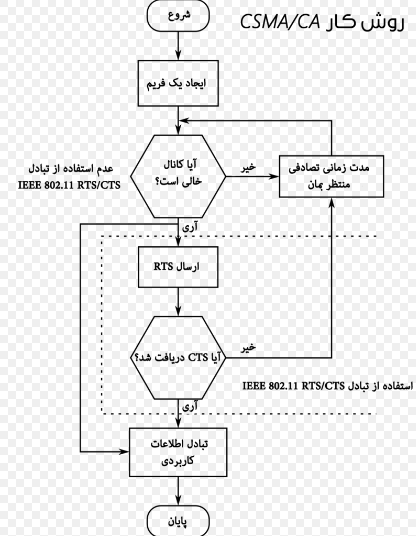 روش کار CSMA/CA
شروع
ایجاد یک فریم
آیا کانال
خالی است؟
خیر
مدت زمانی تصادفی
منتظر بمان
عدم استفاده از تبادل
IEEE 802.11 RTS/CTS
آری
ارسال RTS
آیا CTS دریافت شد؟
خیر
استفاده از تبادل IEEE 802.11 RTS/CTS
آری
تبادل اطلاعات
کاربردی
پایان